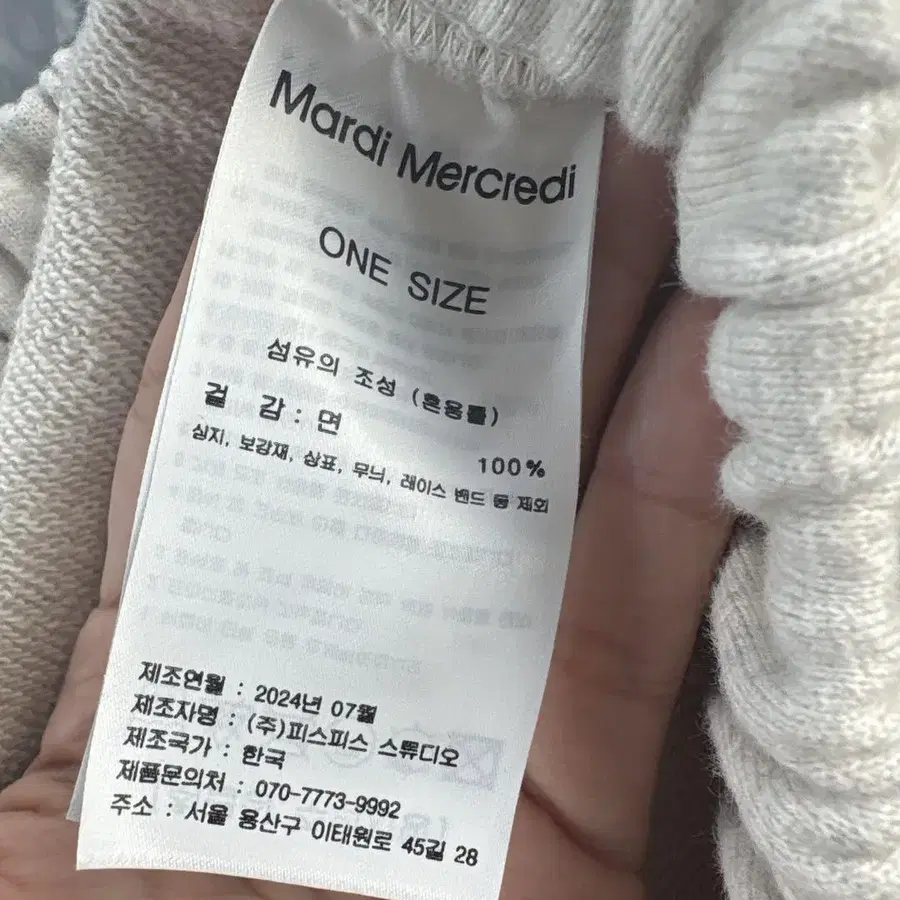 Mardi Mercredi
ONE SIZE
섬유의 조성 (혼용률)
겉 감 : 면 100%
심지, 보강재, 상표, 무늬, 레이스 밴드 등 제외
제조연월 : 2024년 07월
제조자명 : (주)피스피스 스튜디오
제조국가 : 한국
제품문의처 : 070-7773-9992
주소 : 서울 용산구 이태원로 45길 28